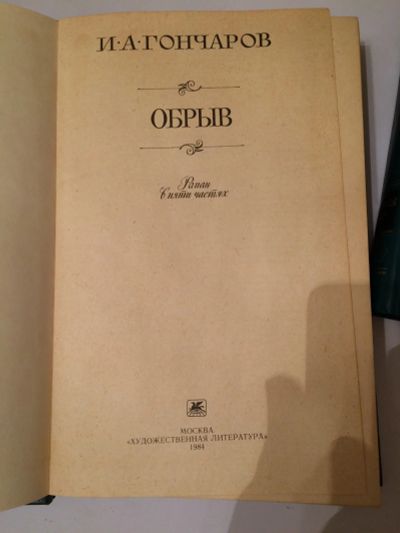 И·А·ГОНЧАРОВ
ОБРЫВ
Роман
в пяти частях
МОСКВА
«ХУДОЖЕСТВЕННАЯ ЛИТЕРАТУРА»
1984